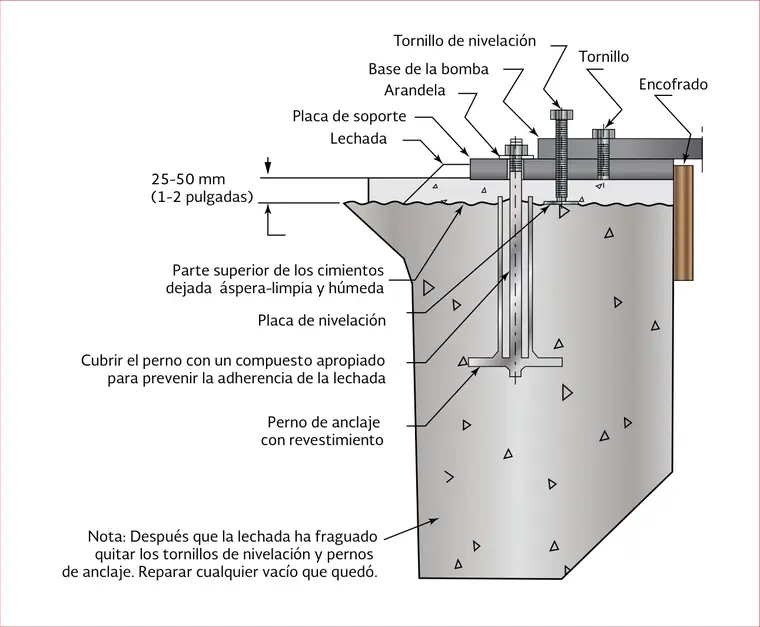 Tornillo de nivelación
Tornillo
Base de la bomba
Encofrado
Arandela
Placa de soporte
Lechada
25-50 mm
(1-2 pulgadas)
Parte superior de los cimientos
dejada áspera-limpia y húmeda
Placa de nivelación
Cubrir el perno con un compuesto apropiado
para prevenir la adherencia de la lechada
Perno de anclaje
con revestimiento
Nota: Después que la lechada ha fraguado
quitar los tornillos de nivelación y pernos
de anclaje. Reparar cualquier vacío que quedó.